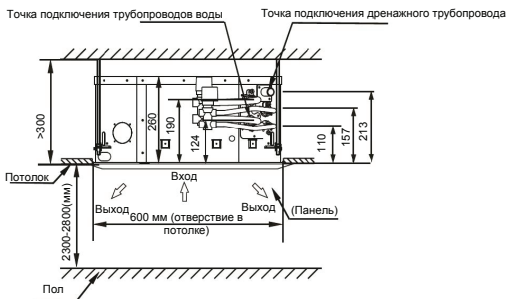 Точка подключения трубопроводов воды
Точка подключения дренажного трубопровода
>300
260
190
124
110
157
213
Потолок
Вход
Выход
Выход
(Панель)
600 мм (отверствие в
потолке)
2300-2800(мм)
Пол